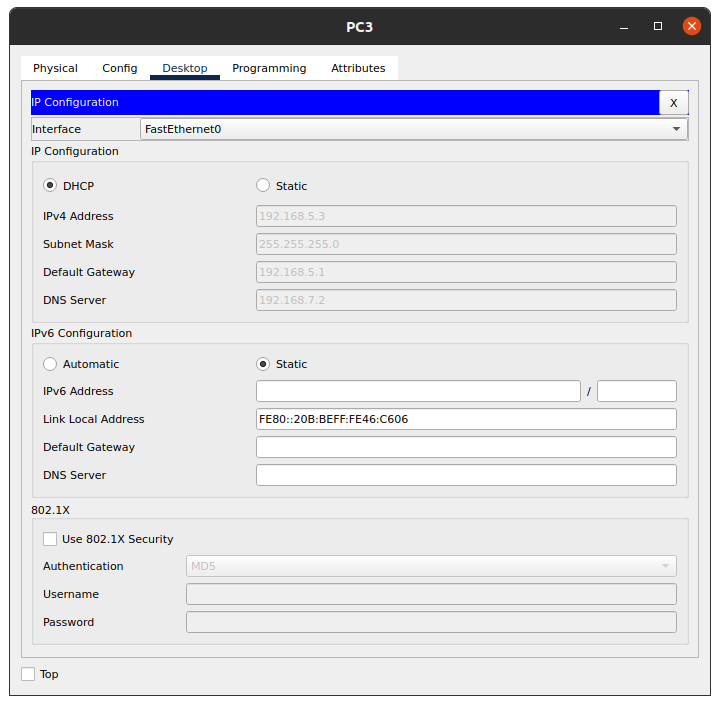 PC3
Physical Config Desktop Programming Attributes
IP Configuration X
Interface FastEthernet0
IP Configuration
DHCP Static
IPv4 Address 192.168.5.3
Subnet Mask 255.255.255.0
Default Gateway 192.168.5.1
DNS Server 192.168.7.2
IPv6 Configuration
Automatic Static
IPv6 Address /
Link Local Address FE80::20B:BEFF:FE46:C606
Default Gateway
DNS Server
802.1X
Use 802.1X Security
Authentication MD5
Username
Password
Top